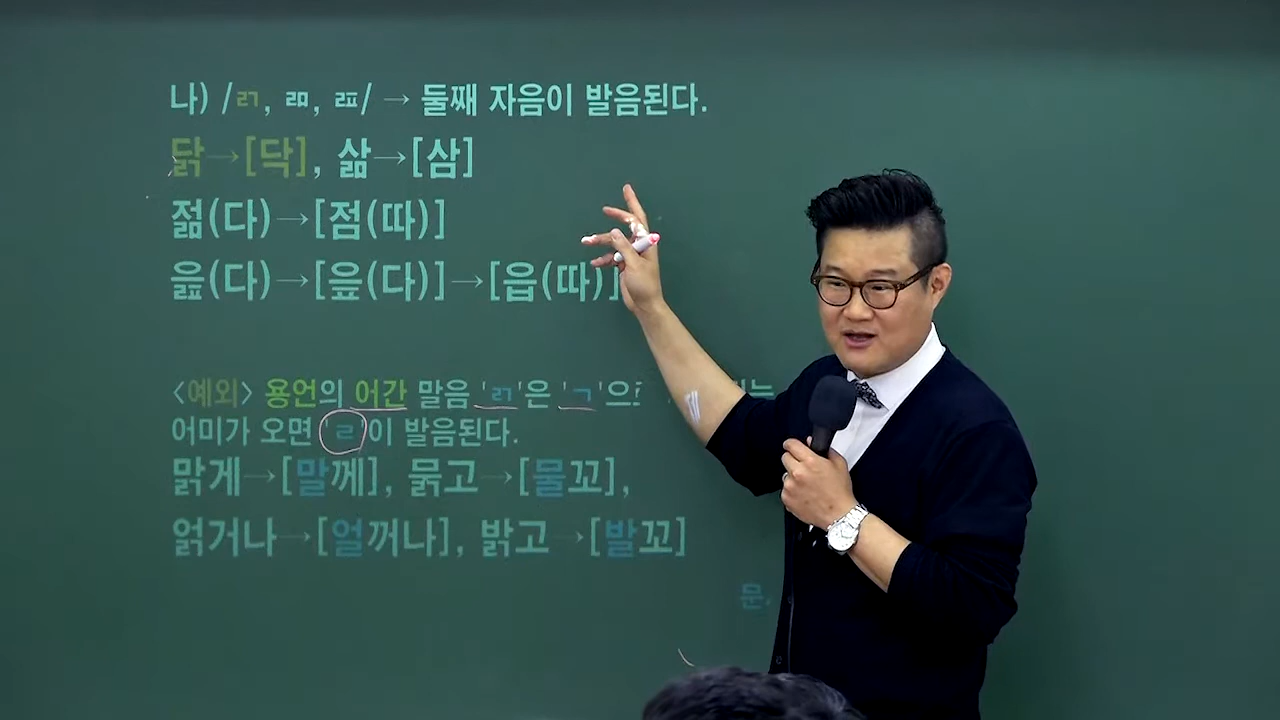 나) /ㄺ, ㄻ, ㄿ/ → 둘째 자음이 발음된다.
닭→[닥], 삶→[삼]
젊(다)→[점(따)]
읊(다)→[읖(다)]→[읍(따)]
<예외> 용언의 어간 말음 'ㄺ'은 'ㄱ'으
어미가 오면 'ㄹ'이 발음된다.
맑게→[말께], 묽고→[물꼬],
얽거나→[얼꺼나], 밝고→[발꼬]
문.